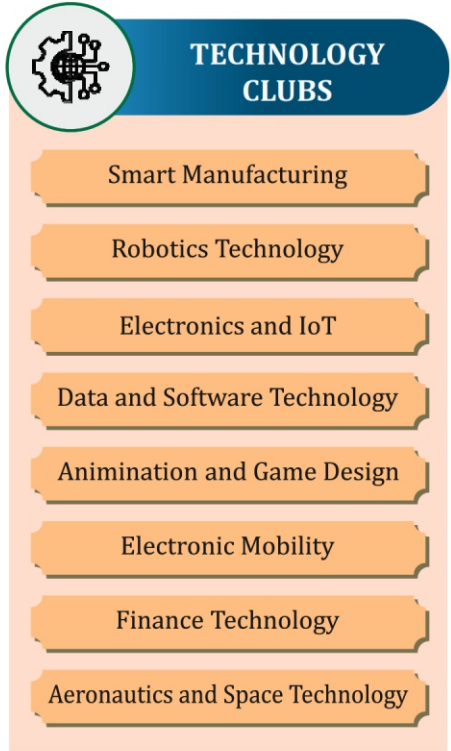 TECHNOLOGY
CLUBS
Smart Manufacturing
Robotics Technology
Electronics and IoT
Data and Software Technology
Animination and Game Design
Electronic Mobility
Finance Technology
Aeronautics and Space Technology